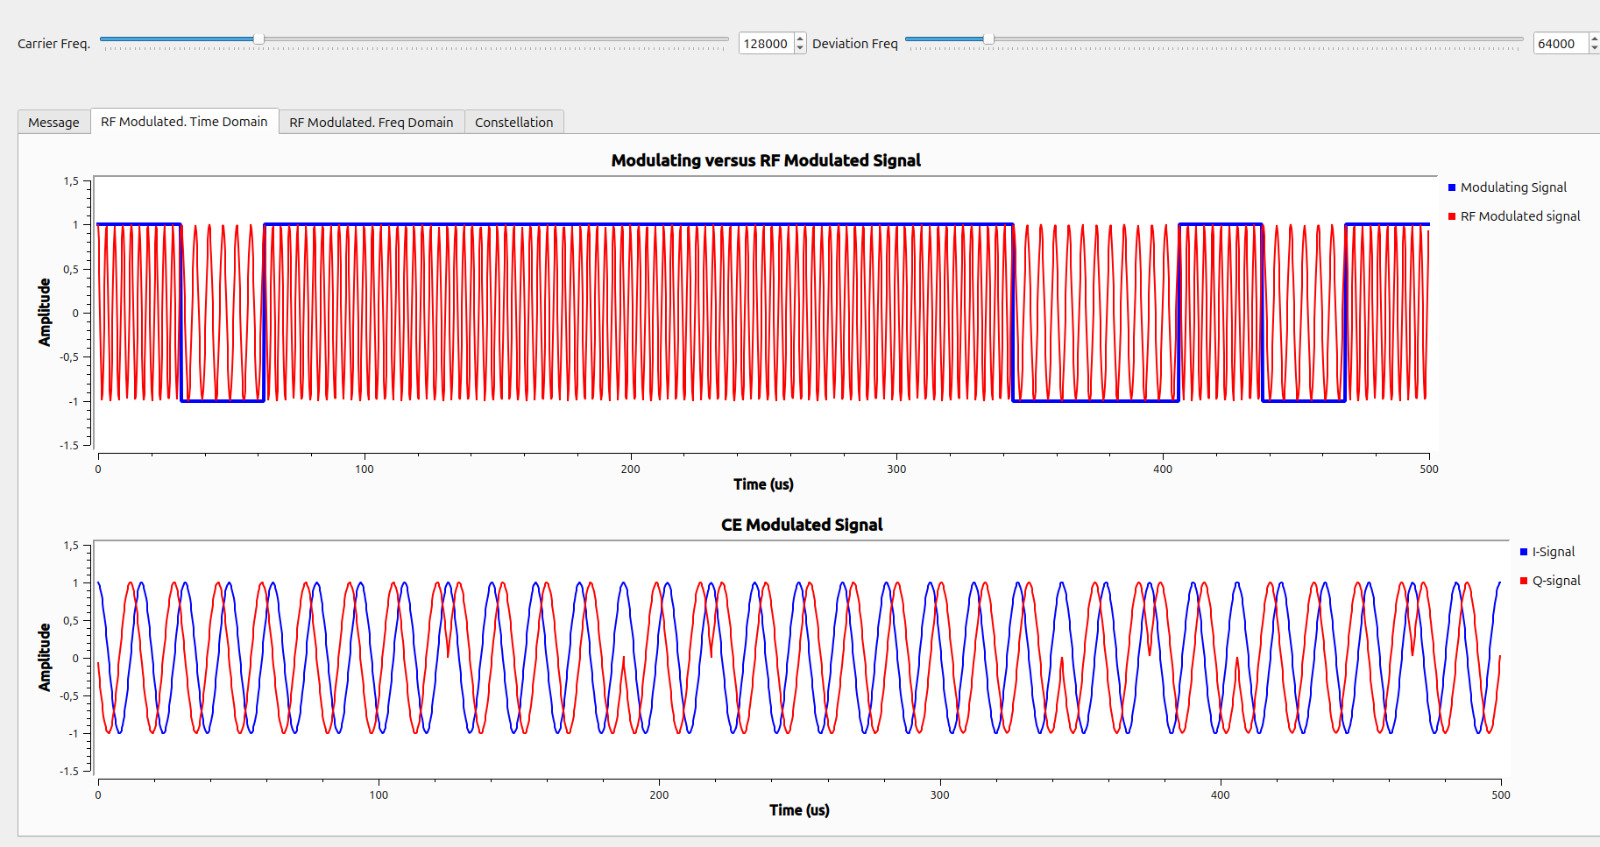 Carrier Freq. 128000 Deviation Freq 64000
Message RF Modulated. Time Domain RF Modulated. Freq Domain Constellation
Modulating versus RF Modulated Signal
1,5
1
0,5
0
-0,5
-1
-1.5
Amplitude
0 100 200 300 400 500
Time (us)
Modulating Signal
RF Modulated signal
CE Modulated Signal
1,5
1
0,5
0
-0,5
-1
-1.5
Amplitude
0 100 200 300 400 500
Time (us)
I-Signal
Q-signal